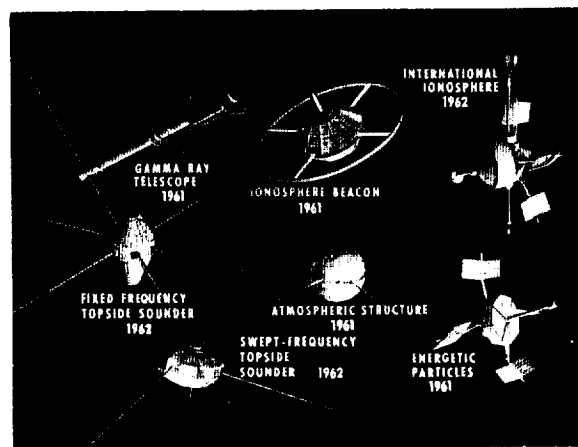 INTERNATIONAL
IONOSPHERE
1962
GAMMA RAY
TELESCOPE
1961
IONOSPHERE BEACON
1961
FIXED FREQUENCY
TOPSIDE SOUNDER
1962
ATMOSPHERIC STRUCTURE
1961
SWEPT-FREQUENCY
TOPSIDE
SOUNDER 1962
ENERGETIC
PARTICLES
1961